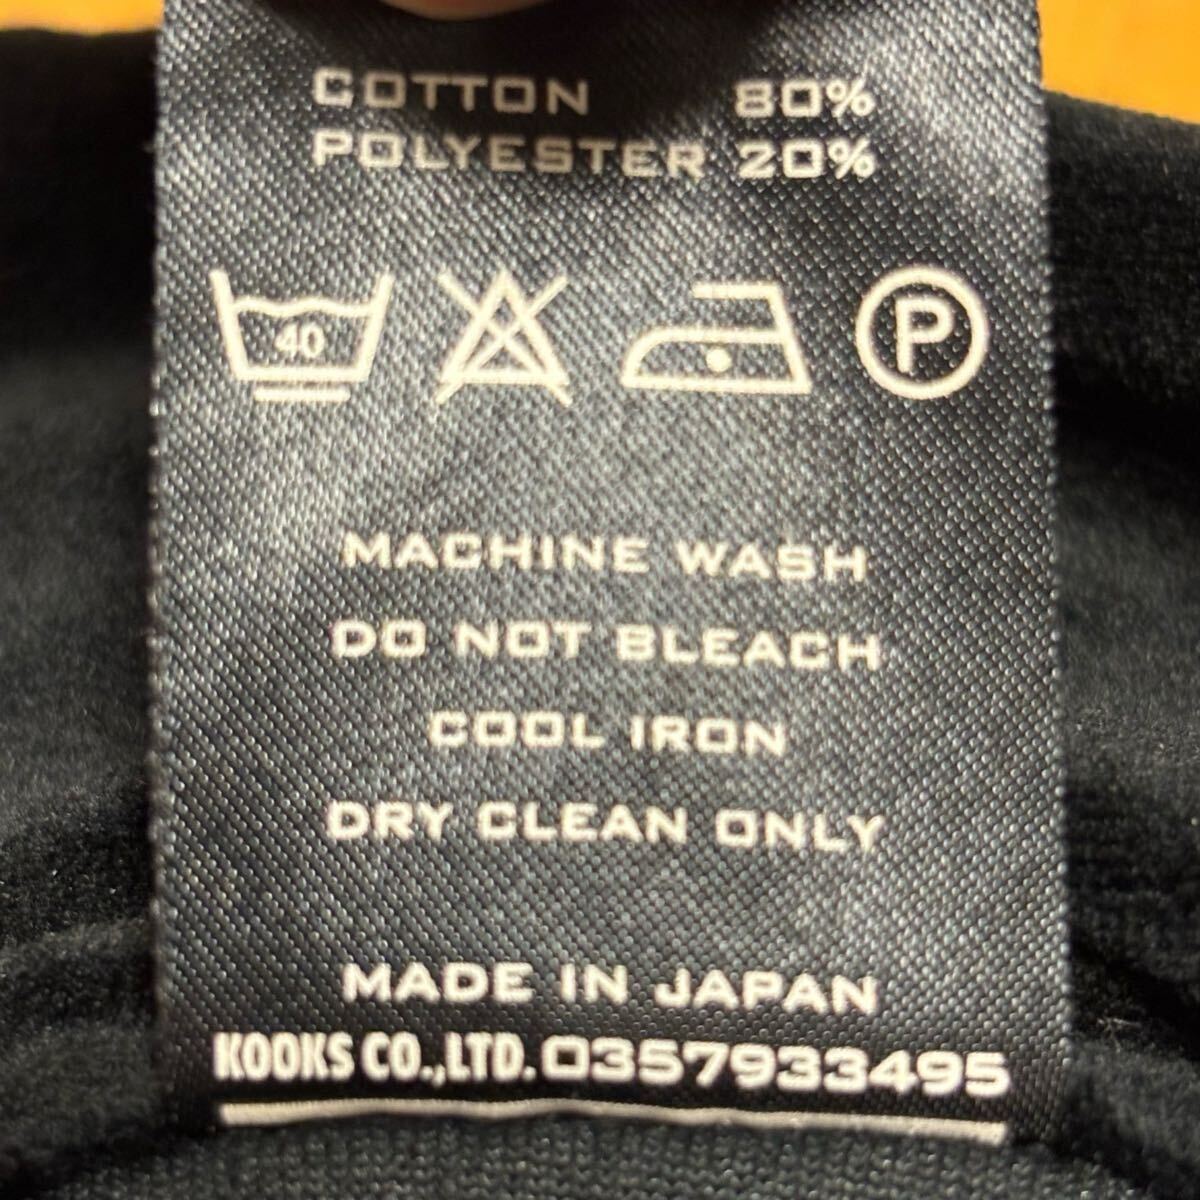 COTTON 80%
POLYESTER 20%
40 P
MACHINE WASH
DO NOT BLEACH
COOL IRON
DRY CLEAN ONLY
MADE IN JAPAN
KOOKS CO.,LTD. 0357933495